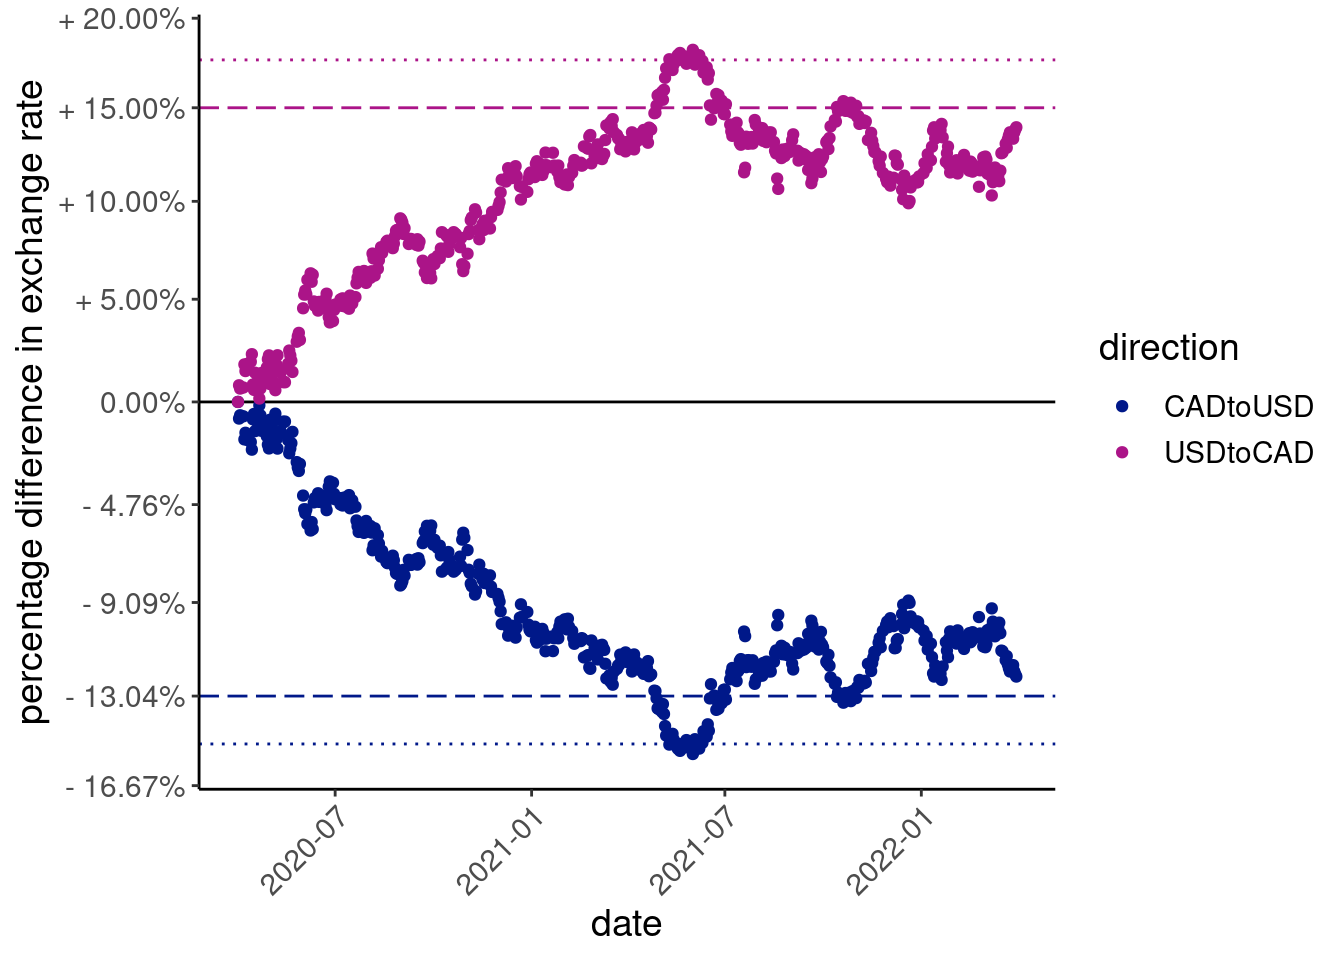 percentage difference in exchange rate
+ 20.00%
+ 15.00%
+ 10.00%
+ 5.00%
0.00%
- 4.76%
- 9.09%
- 13.04%
- 16.67%
2020-07
2021-01
2021-07
2022-01
date
direction
CADtoUSD
USDtoCAD